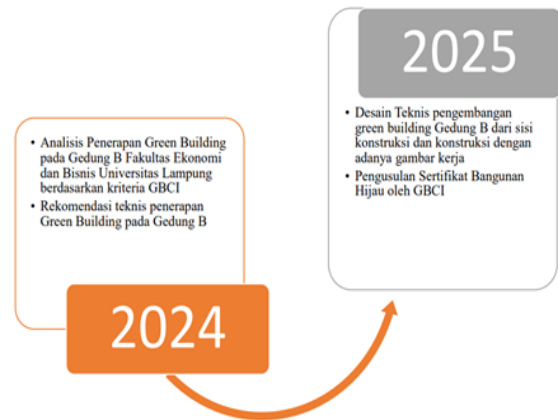 • Analisis Penerapan Green Building
pada Gedung B Fakultas Ekonomi
dan Bisnis Universitas Lampung
berdasarkan kriteria GBCI
• Rekomendasi teknis penerapan
Green Building pada Gedung B
2024
2025
• Desain Teknis pengembangan
green building Gedung B dari sisi
konstruksi dan konstruksi dengan
adanya gambar kerja
• Pengusulan Sertifikat Bangunan
Hijau oleh GBCI